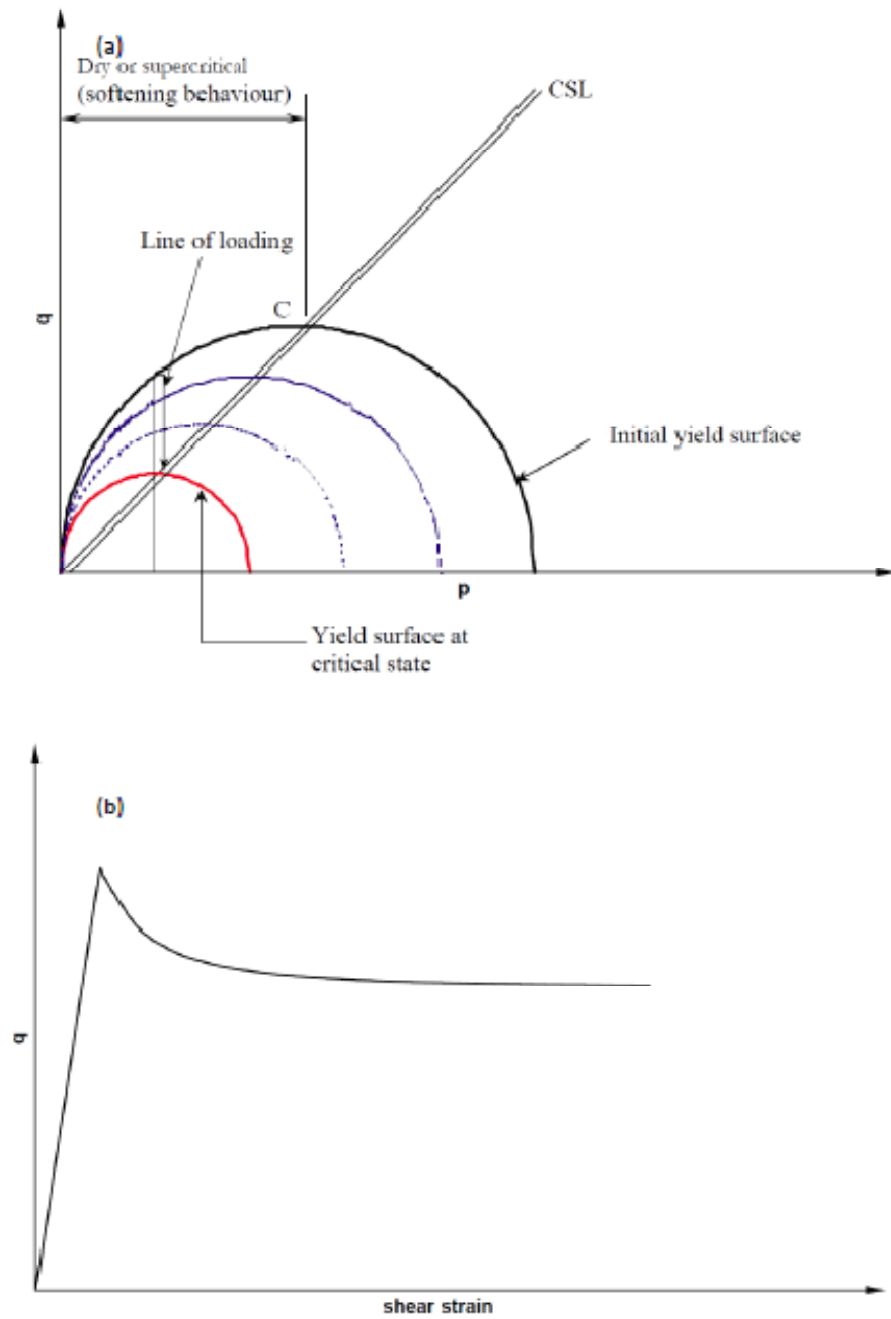 (a)
Dry or supercritical
(softening behaviour)
CSL
Line of loading
C
q
Initial yield surface
p
Yield surface at
critical state
(b)
q
shear strain